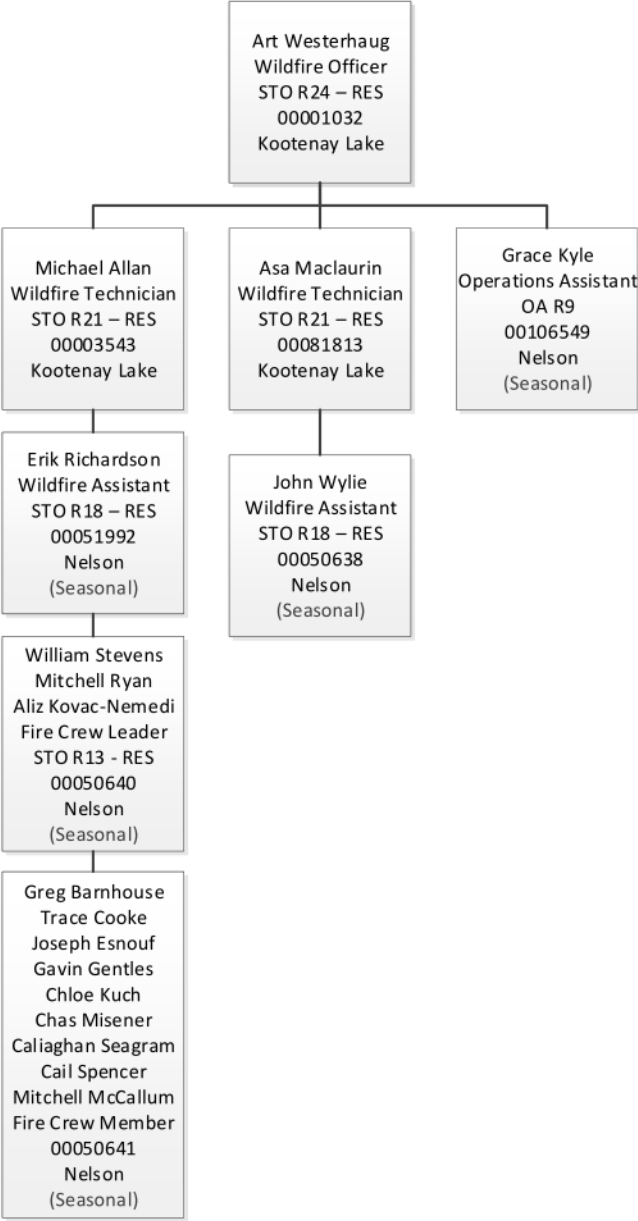 Art Westerhaug
Wildfire Officer
STO R24 – RES
00001032
Kootenay Lake
Michael Allan
Wildfire Technician
STO R21 – RES
00003543
Kootenay Lake
Asa Maclaurin
Wildfire Technician
STO R21 – RES
00081813
Kootenay Lake
Grace Kyle
Operations Assistant
OA R9
00106549
Nelson
(Seasonal)
Erik Richardson
Wildfire Assistant
STO R18 – RES
00051992
Nelson
(Seasonal)
John Wylie
Wildfire Assistant
STO R18 – RES
00050638
Nelson
(Seasonal)
William Stevens
Mitchell Ryan
Aliz Kovac-Nemedi
Fire Crew Leader
STO R13 - RES
00050640
Nelson
(Seasonal)
Greg Barnhouse
Trace Cooke
Joseph Esnouf
Gavin Gentles
Chloe Kuch
Chas Misener
Caliaghan Seagram
Cail Spencer
Mitchell McCallum
Fire Crew Member
00050641
Nelson
(Seasonal)